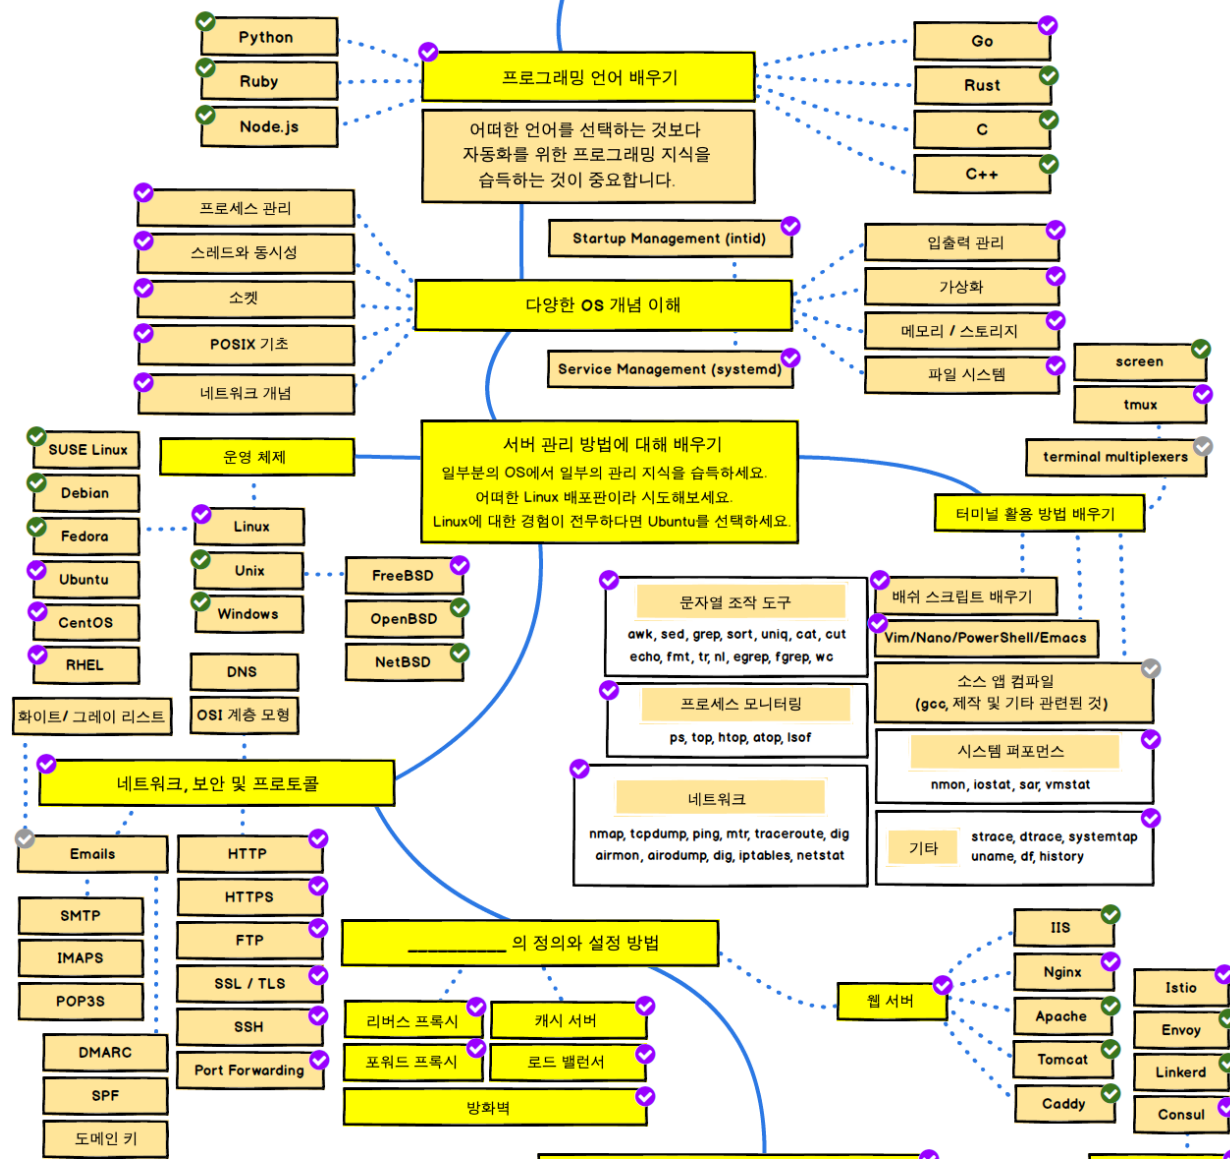 Python
Ruby
Node.js
프로그래밍 언어 배우기
어떠한 언어를 선택하는 것보다
자동화를 위한 프로그래밍 지식을
습득하는 것이 중요합니다.
Go
Rust
C
C++
프로세스 관리
스레드와 동시성
소켓
POSIX 기초
네트워크 개념
Startup Management (intid)
다양한 OS 개념 이해
Service Management (systemd)
입출력 관리
가상화
메모리 / 스토리지
파일 시스템
screen
tmux
terminal multiplexers
터미널 활용 방법 배우기
서버 관리 방법에 대해 배우기
일부분의 OS에서 일부의 관리 지식을 습득하세요.
어떠한 Linux 배포판이라 시도해보세요.
Linux에 대한 경험이 전무하다면 Ubuntu를 선택하세요.
운영 체제
SUSE Linux
Debian
Fedora
Ubuntu
CentOS
RHEL
Linux
Unix
Windows
FreeBSD
OpenBSD
NetBSD
문자열 조작 도구
awk, sed, grep, sort, uniq, cat, cut
echo, fmt, tr, nl, egrep, fgrep, wc
프로세스 모니터링
ps, top, htop, atop, lsof
네트워크
nmap, tcpdump, ping, mtr, traceroute, dig
airmon, airodump, dig, iptables, netstat
배쉬 스크립트 배우기
Vim/Nano/PowerShell/Emacs
소스 앱 컴파일
(gcc, 제작 및 기타 관련된 것)
시스템 퍼포먼스
nmon, iostat, sar, vmstat
기타
strace, dtrace, systemtap
uname, df, history
DNS
OSI 계층 모형
화이트/ 그레이 리스트
네트워크, 보안 및 프로토콜
Emails
SMTP
IMAPS
POP3S
DMARC
SPF
도메인 키
HTTP
HTTPS
FTP
SSL / TLS
SSH
Port Forwarding
__________ 의 정의와 설정 방법
리버스 프록시
캐시 서버
포워드 프록시
로드 밸런서
방화벽
웹 서버
IIS
Nginx
Apache
Tomcat
Caddy
Istio
Envoy
Linkerd
Consul